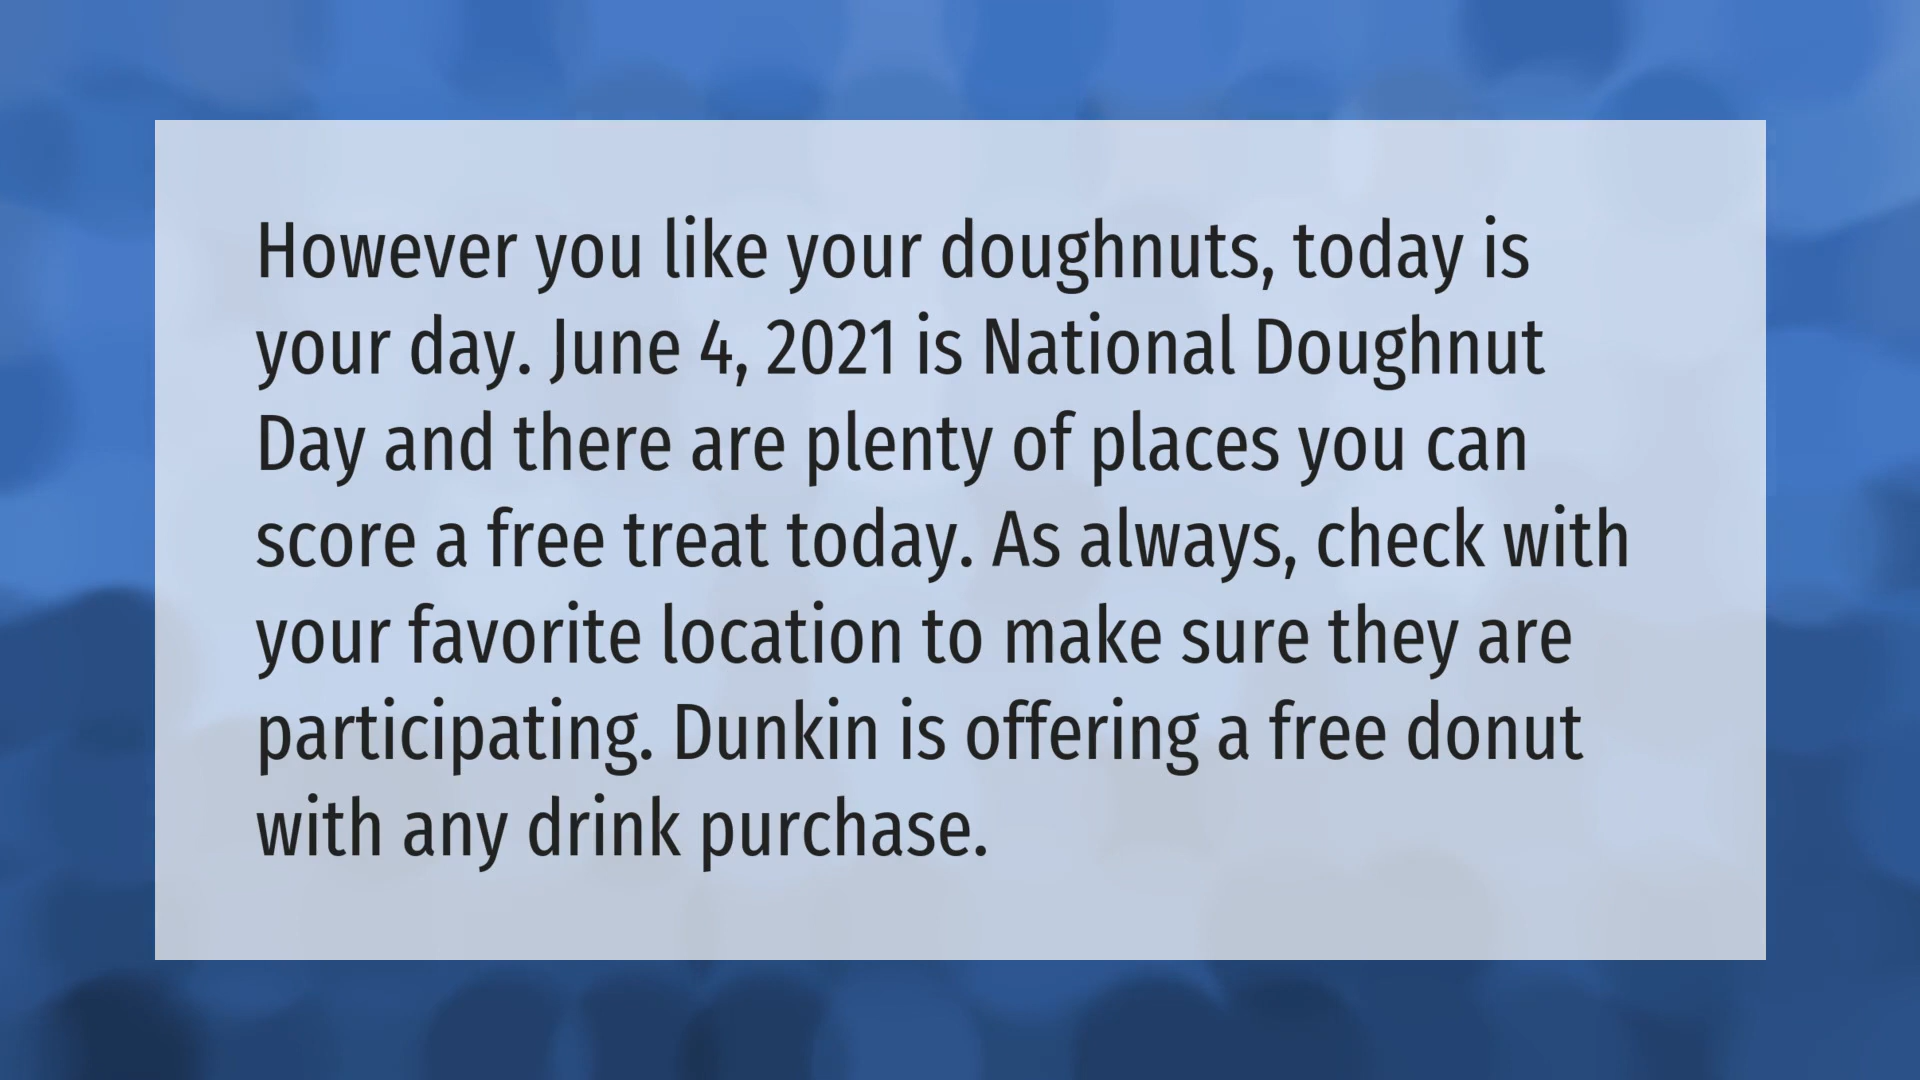 However you like your doughnuts, today is
your day. June 4, 2021 is National Doughnut
Day and there are plenty of places you can
score a free treat today. As always, check with
your favorite location to make sure they are
participating. Dunkin is offering a free donut
with any drink purchase.